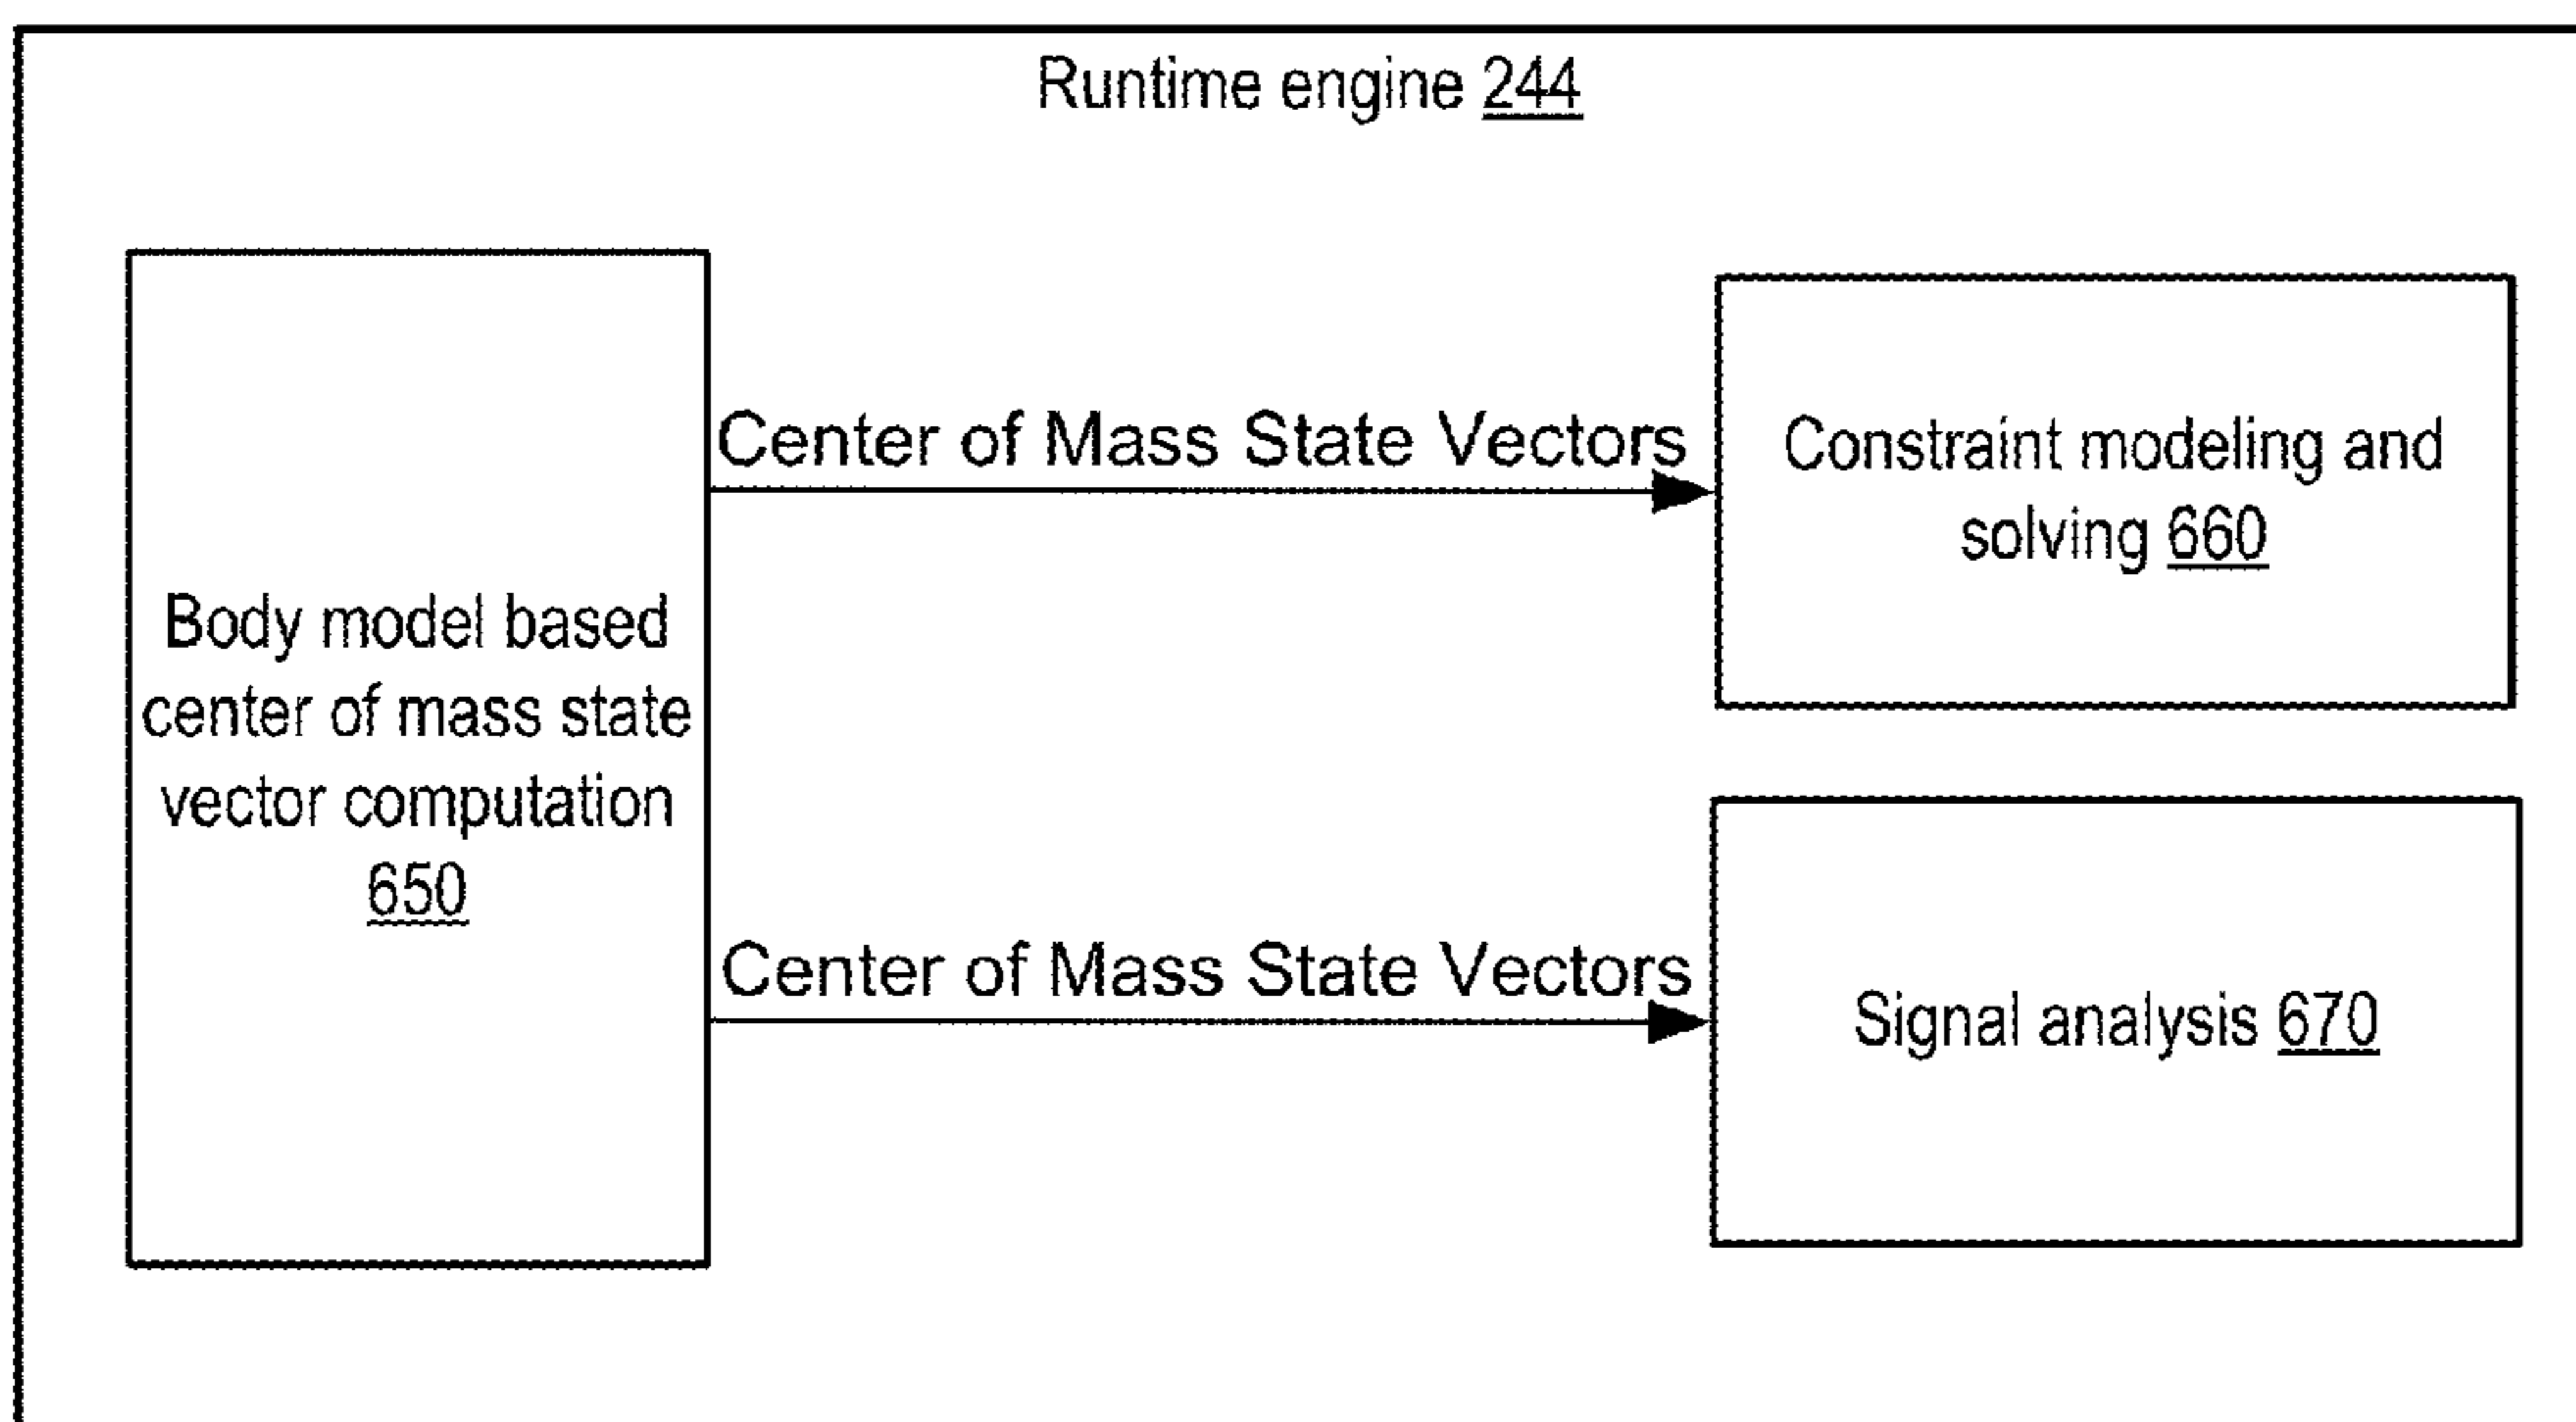 Runtime engine 244
Body model based
center of mass state
vector computation
650
Center of Mass State Vectors
Constraint modeling and
solving 660
Center of Mass State Vectors
Signal analysis 670